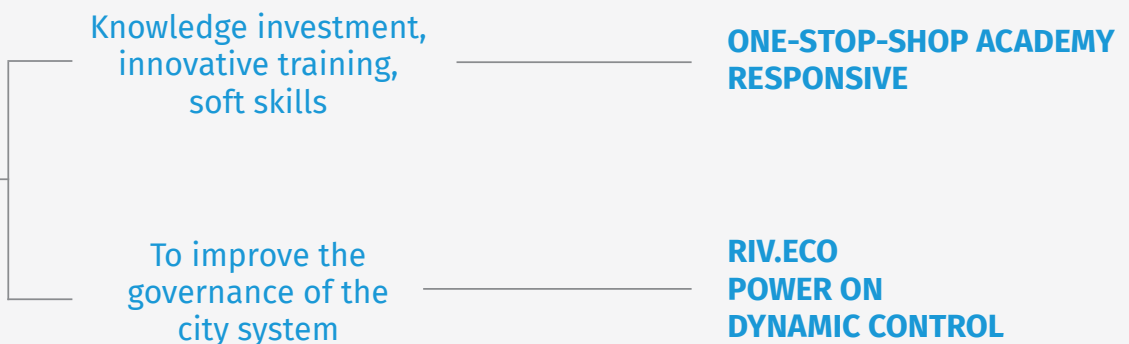 Knowledge investment,
innovative training,
soft skills
ONE-STOP-SHOP ACADEMY
RESPONSIVE
To improve the
governance of the
city system
RIV.ECO
POWER ON
DYNAMIC CONTROL